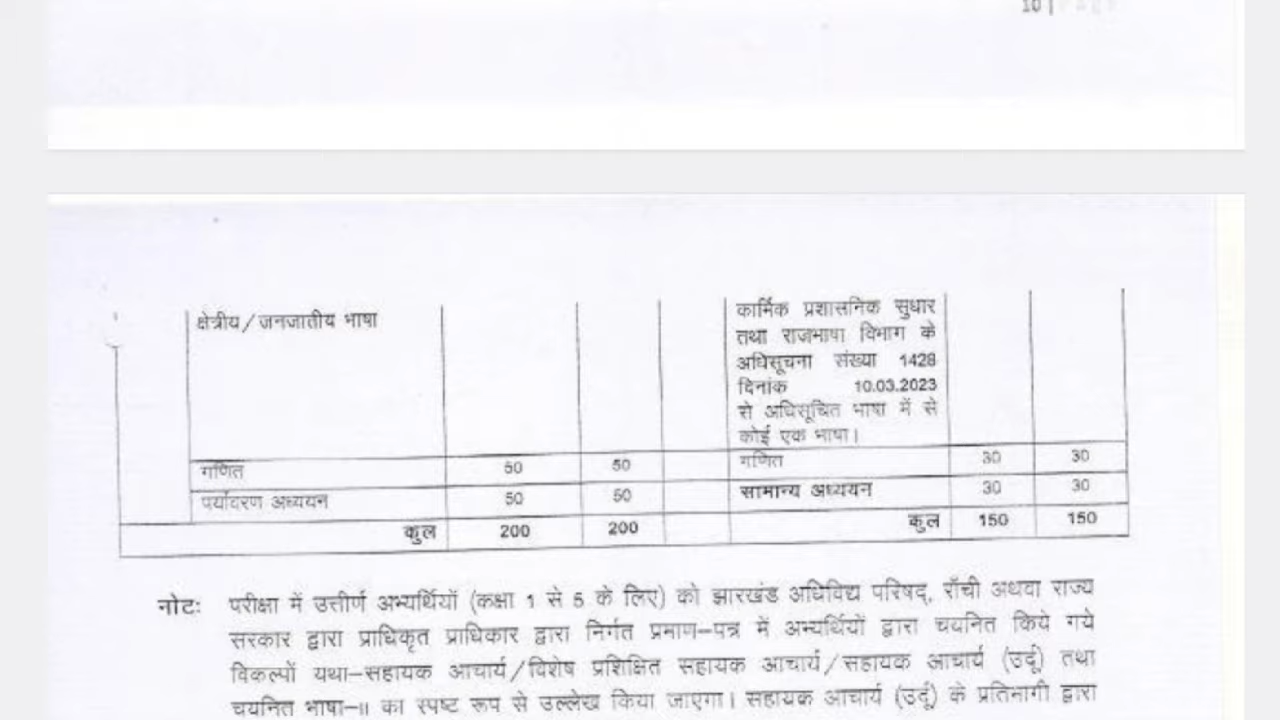 10 |
क्षेत्रीय/जनजातीय भाषा
कार्मिक प्रशासनिक सुधार
तथा राजभाषा विभाग के
अधिसूचना संख्या 1428
दिनांक 10.03.2023
से अधिसूचित भाषा में से
कोई एक भाषा।
गणित 50 50 गणित 30 30
पर्यावरण अध्ययन 50 50 सामान्य अध्ययन 30 30
कुल 200 200 कुल 150 150
नोटः परीक्षा में उत्तीर्ण अभ्यर्थियों (कक्षा 1 से 5 के लिए) को झारखंड अधिविद्य परिषद्, राँची अथवा राज्य
सरकार द्वारा प्राधिकृत प्राधिकार द्वारा निर्गत प्रमाण–पत्र में अभ्यर्थियों द्वारा चयनित किये गये
विकल्पों यथा–सहायक आचार्य/विशेष प्रशिक्षित सहायक आचार्य/सहायक आचार्य (उर्दू) तथा
चयनित भाषा–II का स्पष्ट रूप से उल्लेख किया जाएगा। सहायक आचार्य (उर्दू) के प्रतिभागी द्वारा